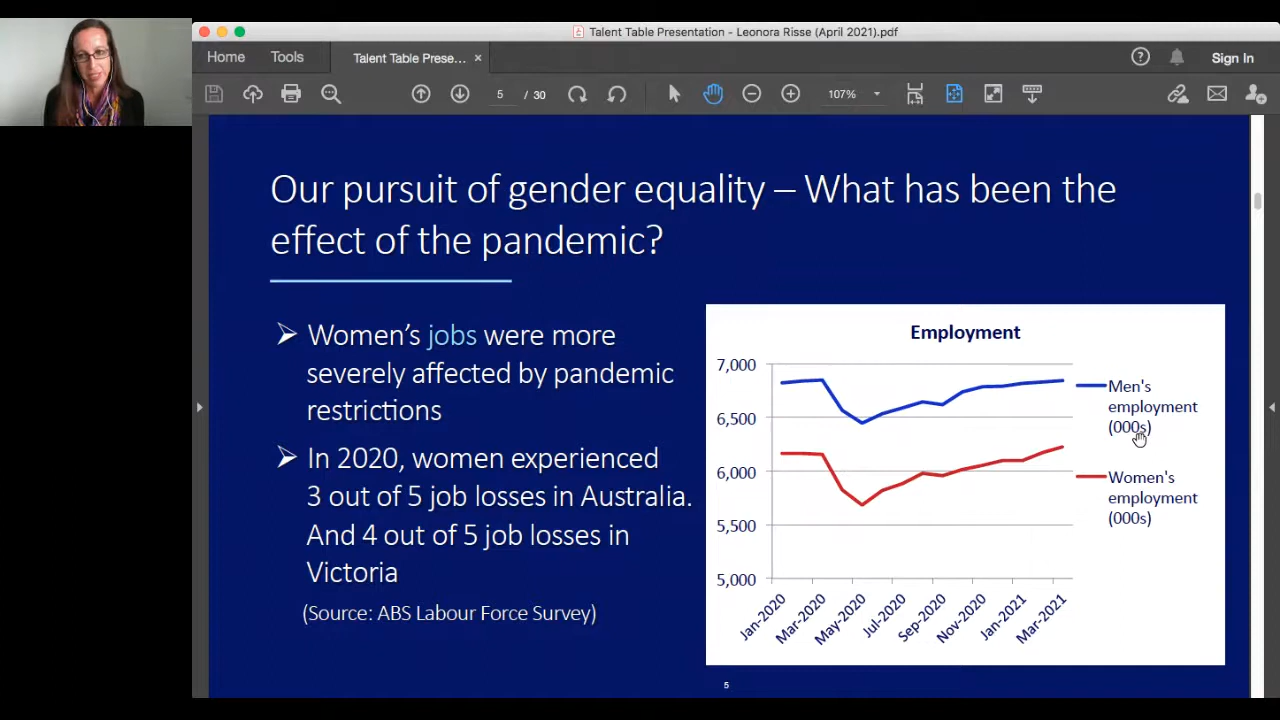 Talent Table Presentation - Leonora Risse (April 2021).pdf
Home Tools Talent Table Prese... × Sign In
5 / 30 107%
Our pursuit of gender equality – What has been the
effect of the pandemic?
➢ Women’s jobs were more
severely affected by pandemic
restrictions
➢ In 2020, women experienced
3 out of 5 job losses in Australia.
And 4 out of 5 job losses in
Victoria
(Source: ABS Labour Force Survey)
Employment
7,000
6,500
6,000
5,500
5,000
Jan-2020
Mar-2020
May-2020
Jul-2020
Sep-2020
Nov-2020
Jan-2021
Mar-2021
Men's
employment
(000s)
Women's
employment
(000s)
5